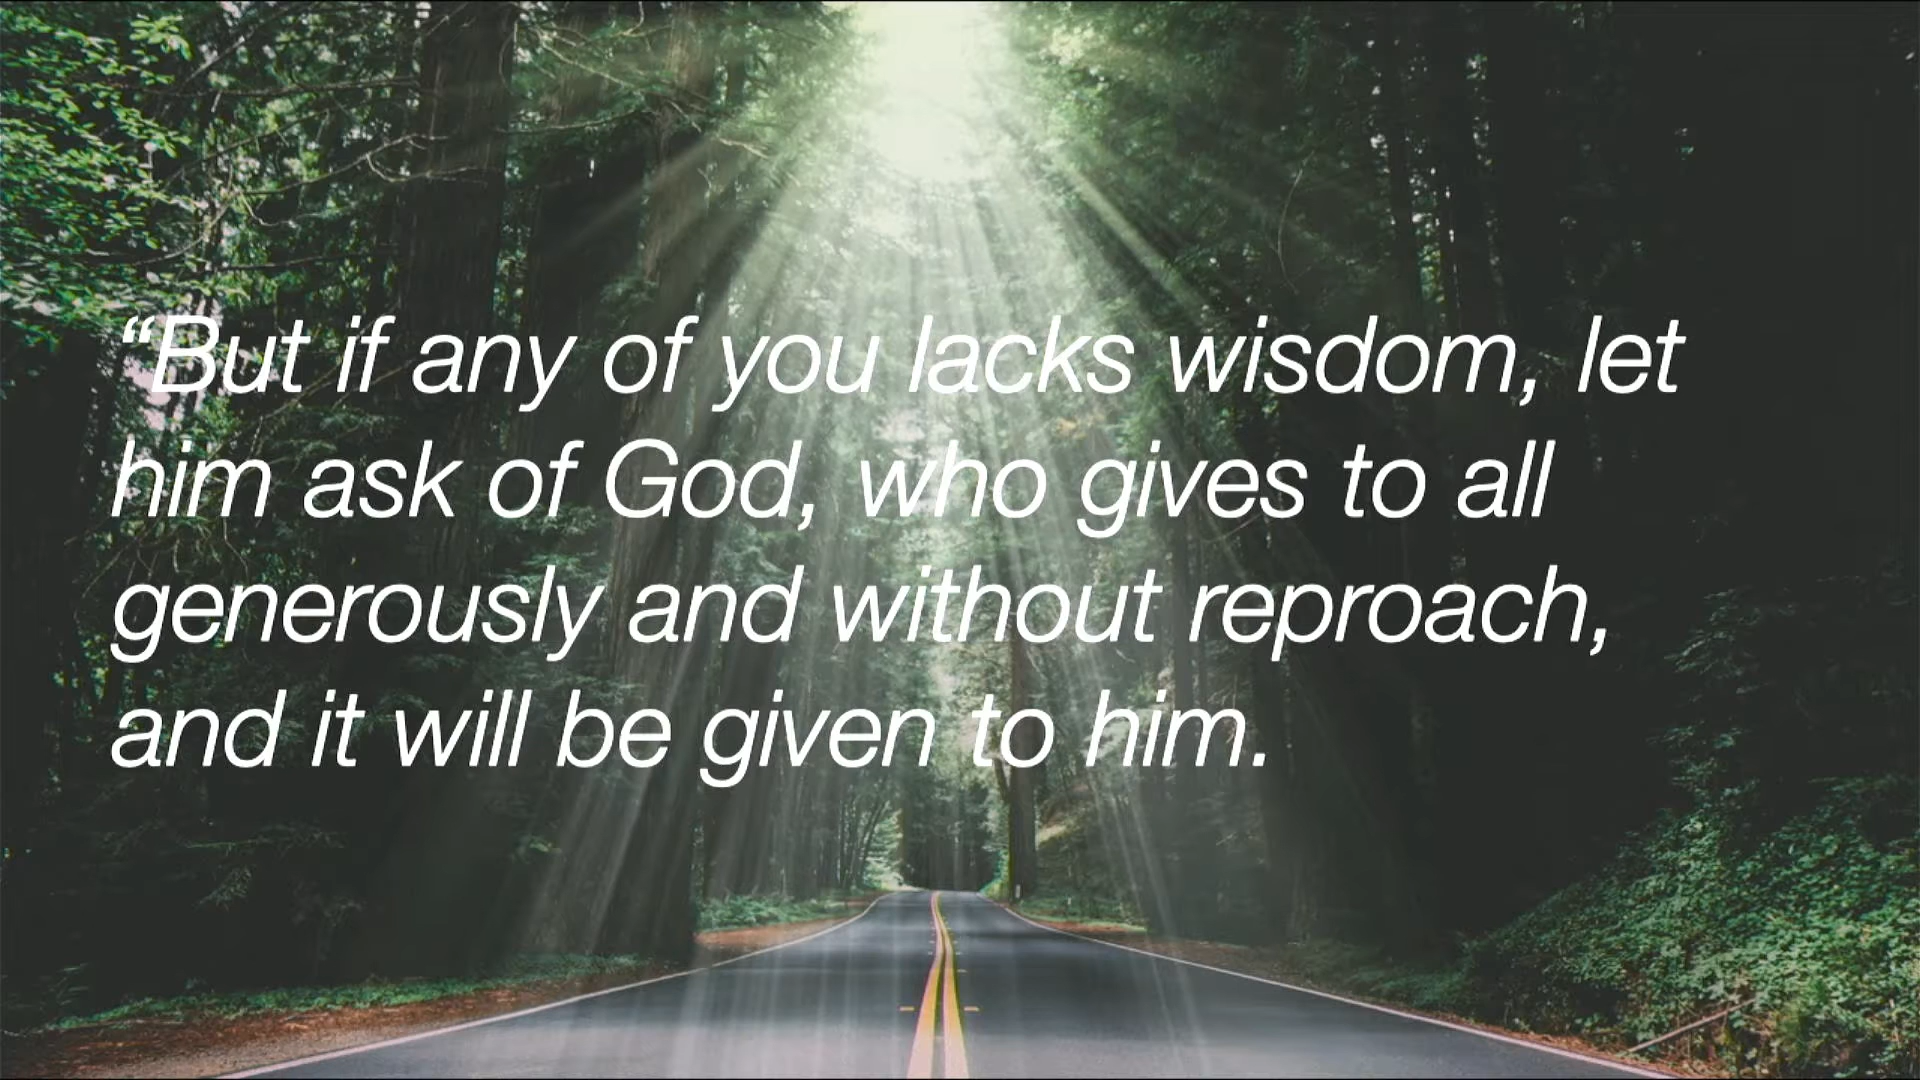 “But if any of you lacks wisdom, let
him ask of God, who gives to all
generously and without reproach,
and it will be given to him.